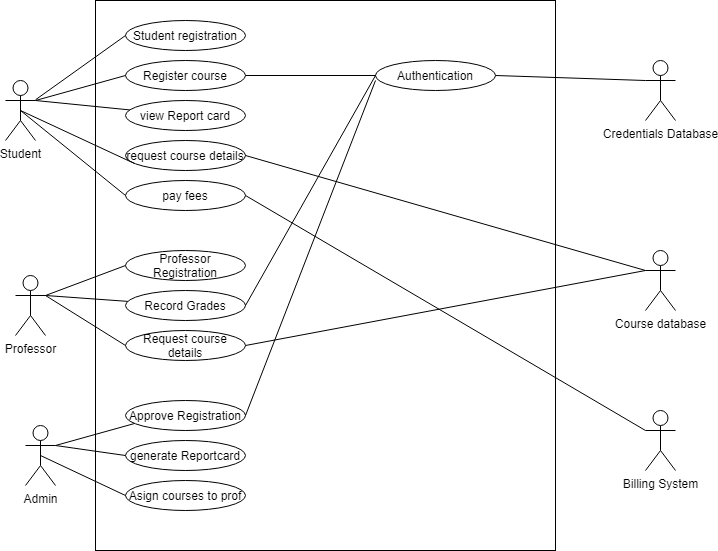 Student registration
Register course
Authentication
view Report card
Credentials Database
Student
request course details
pay fees
Professor
Registration
Record Grades
Course database
Professor
Request course
details
Approve Registration
generate Reportcard
Billing System
Admin
Asign courses to prof